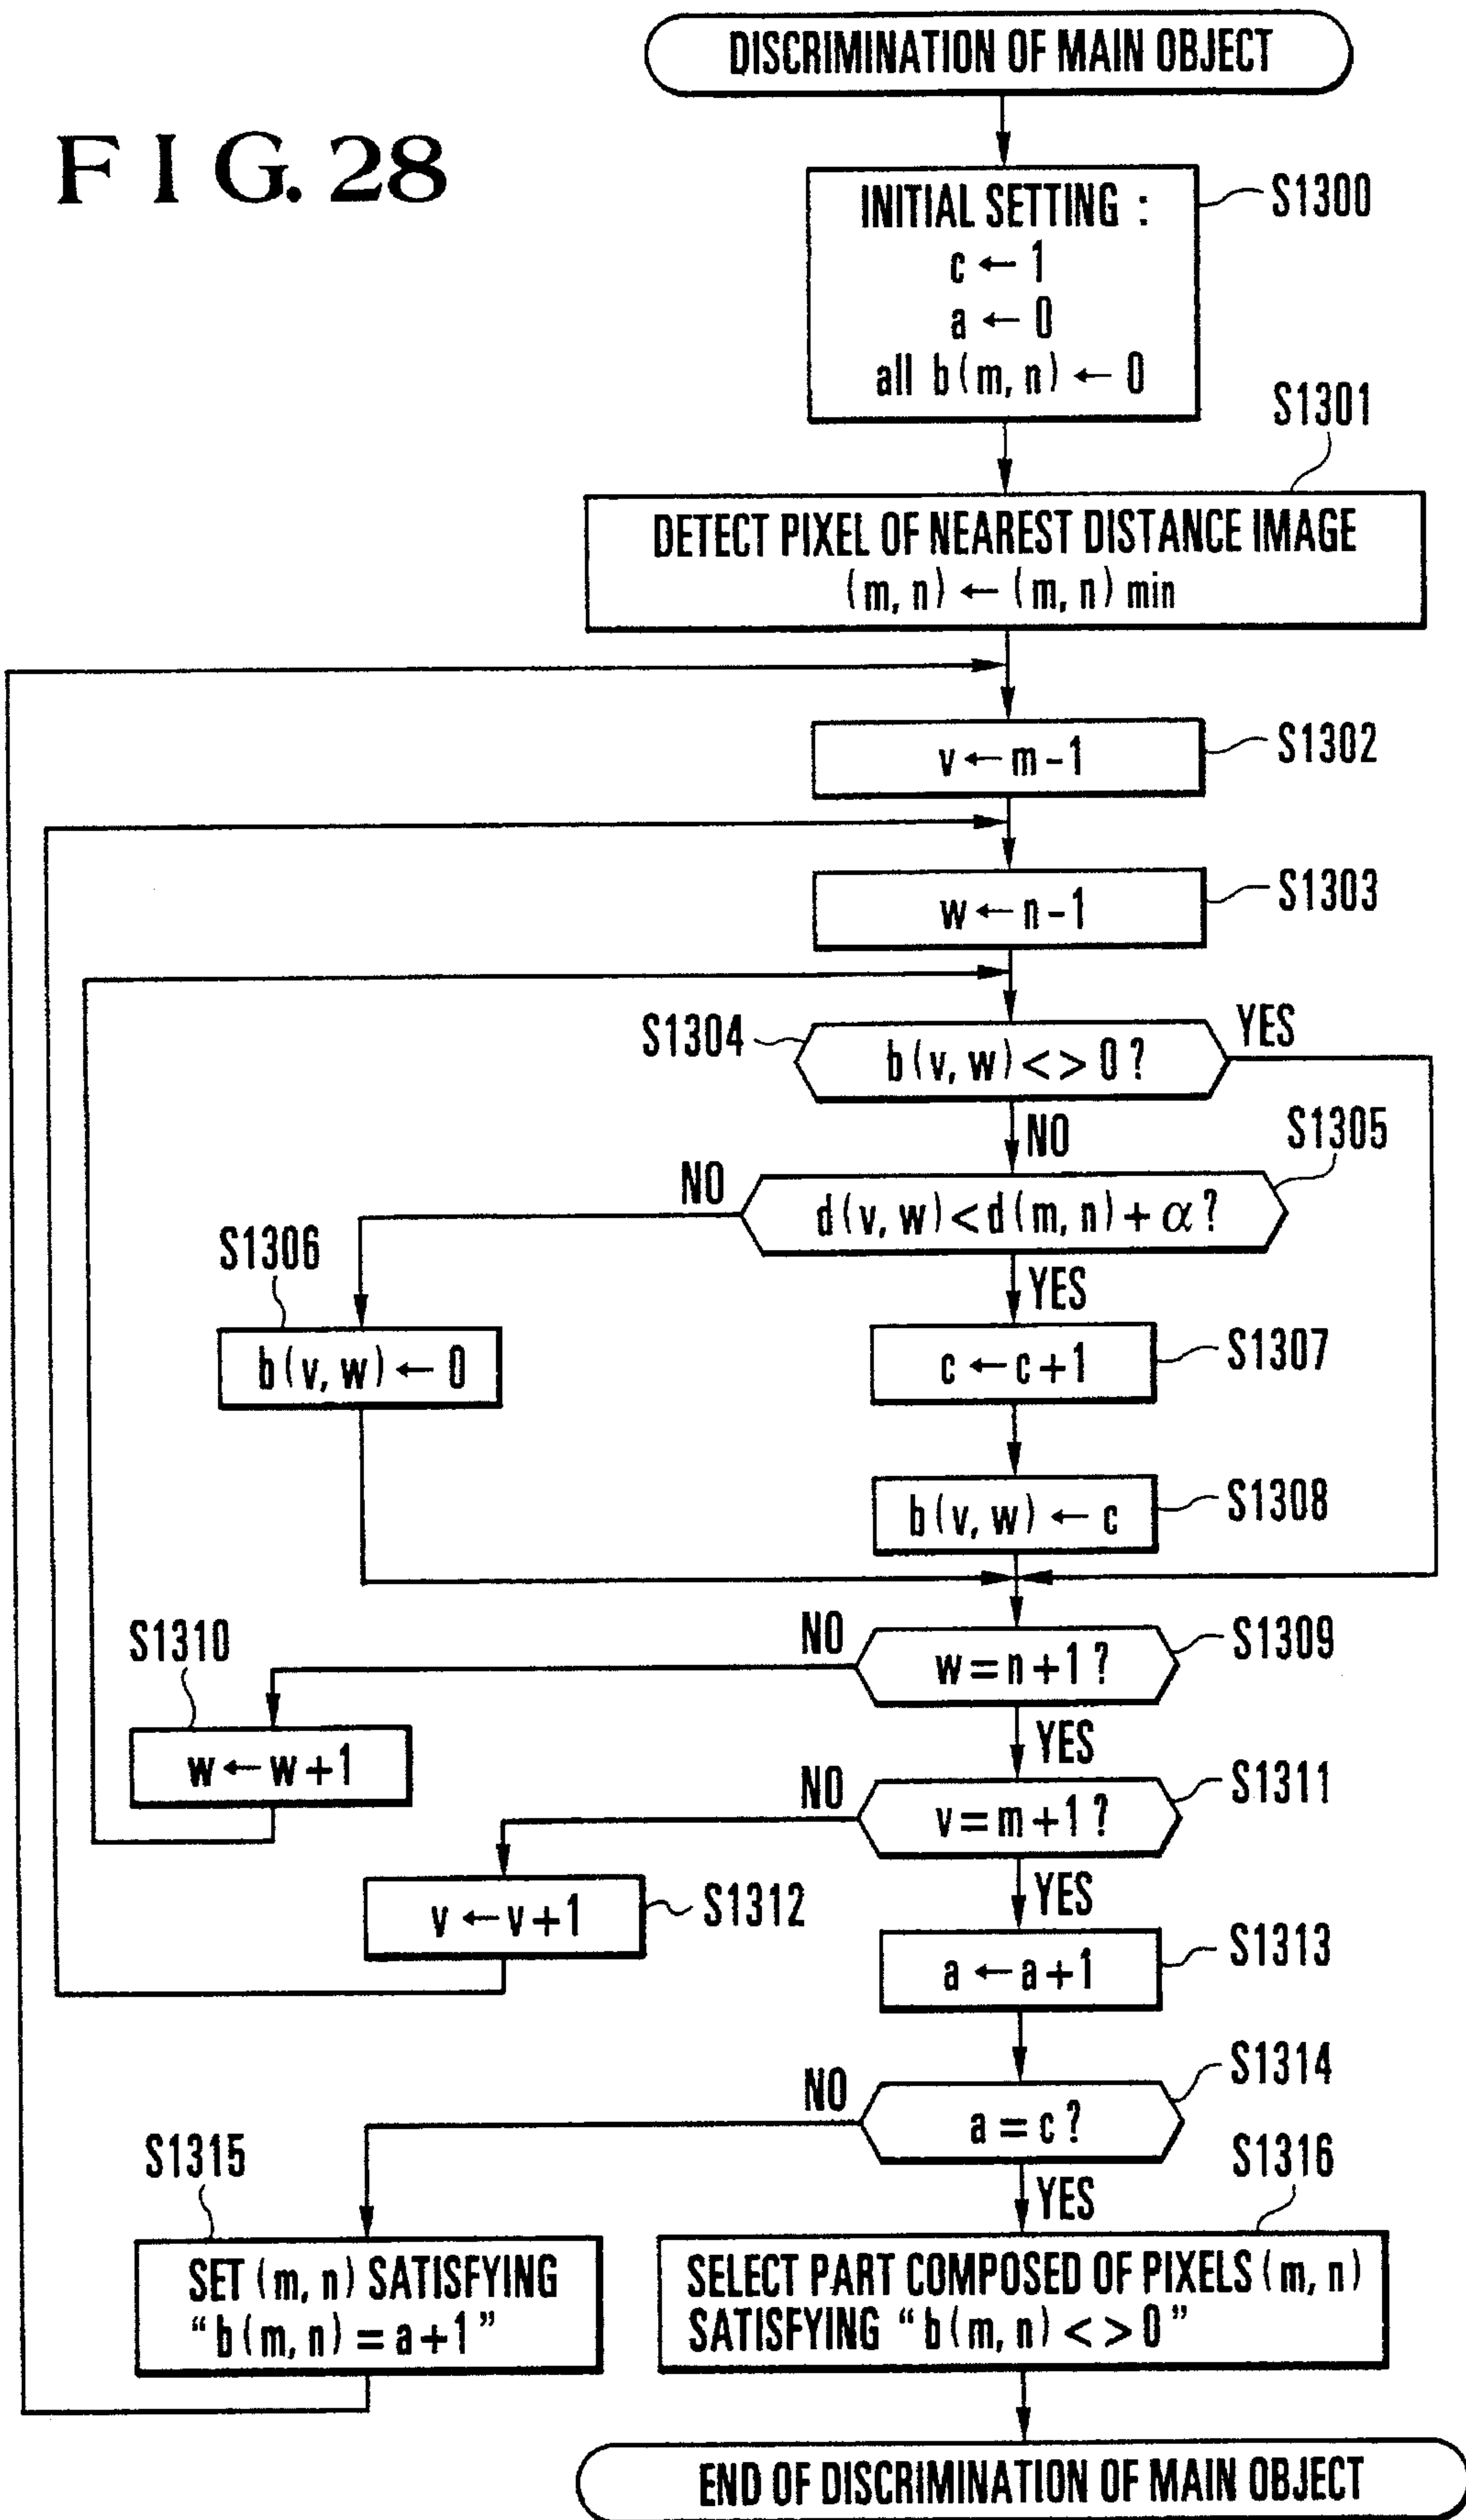 DISCRIMINATION OF MAIN OBJECT
FIG. 28
INITIAL SETTING :
c ← 1
a ← 0
all b(m, n) ← 0
S1300
S1301
DETECT PIXEL OF NEAREST DISTANCE IMAGE
(m, n) ← (m, n) min
v ← m - 1
S1302
w ← n - 1
S1303
S1304
b(v, w) < > 0 ?
YES
NO
S1305
NO
d(v, w) < d(m, n) + α ?
S1306
YES
b(v, w) ← 0
c ← c + 1
S1307
b(v, w) ← c
S1308
S1310
NO
w = n + 1 ?
S1309
w ← w + 1
YES
NO
v = m + 1 ?
S1311
v ← v + 1
S1312
YES
a ← a + 1
S1313
NO
a = c ?
S1314
S1315
YES
S1316
SET (m, n) SATISFYING
“b(m, n) = a + 1”
SELECT PART COMPOSED OF PIXELS (m, n)
SATISFYING “b(m, n) < > 0”
END OF DISCRIMINATION OF MAIN OBJECT